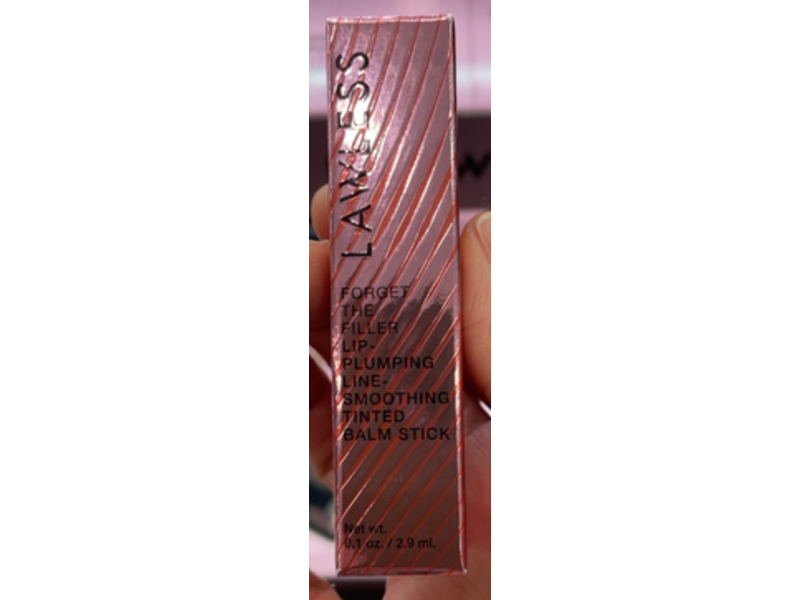 LAWLESS
FORGET
THE
FILLER
LIP-
PLUMPING
LINE-
SMOOTHING
TINTED
BALM STICK
Net wt.
0.1 oz. / 2.9 ml.